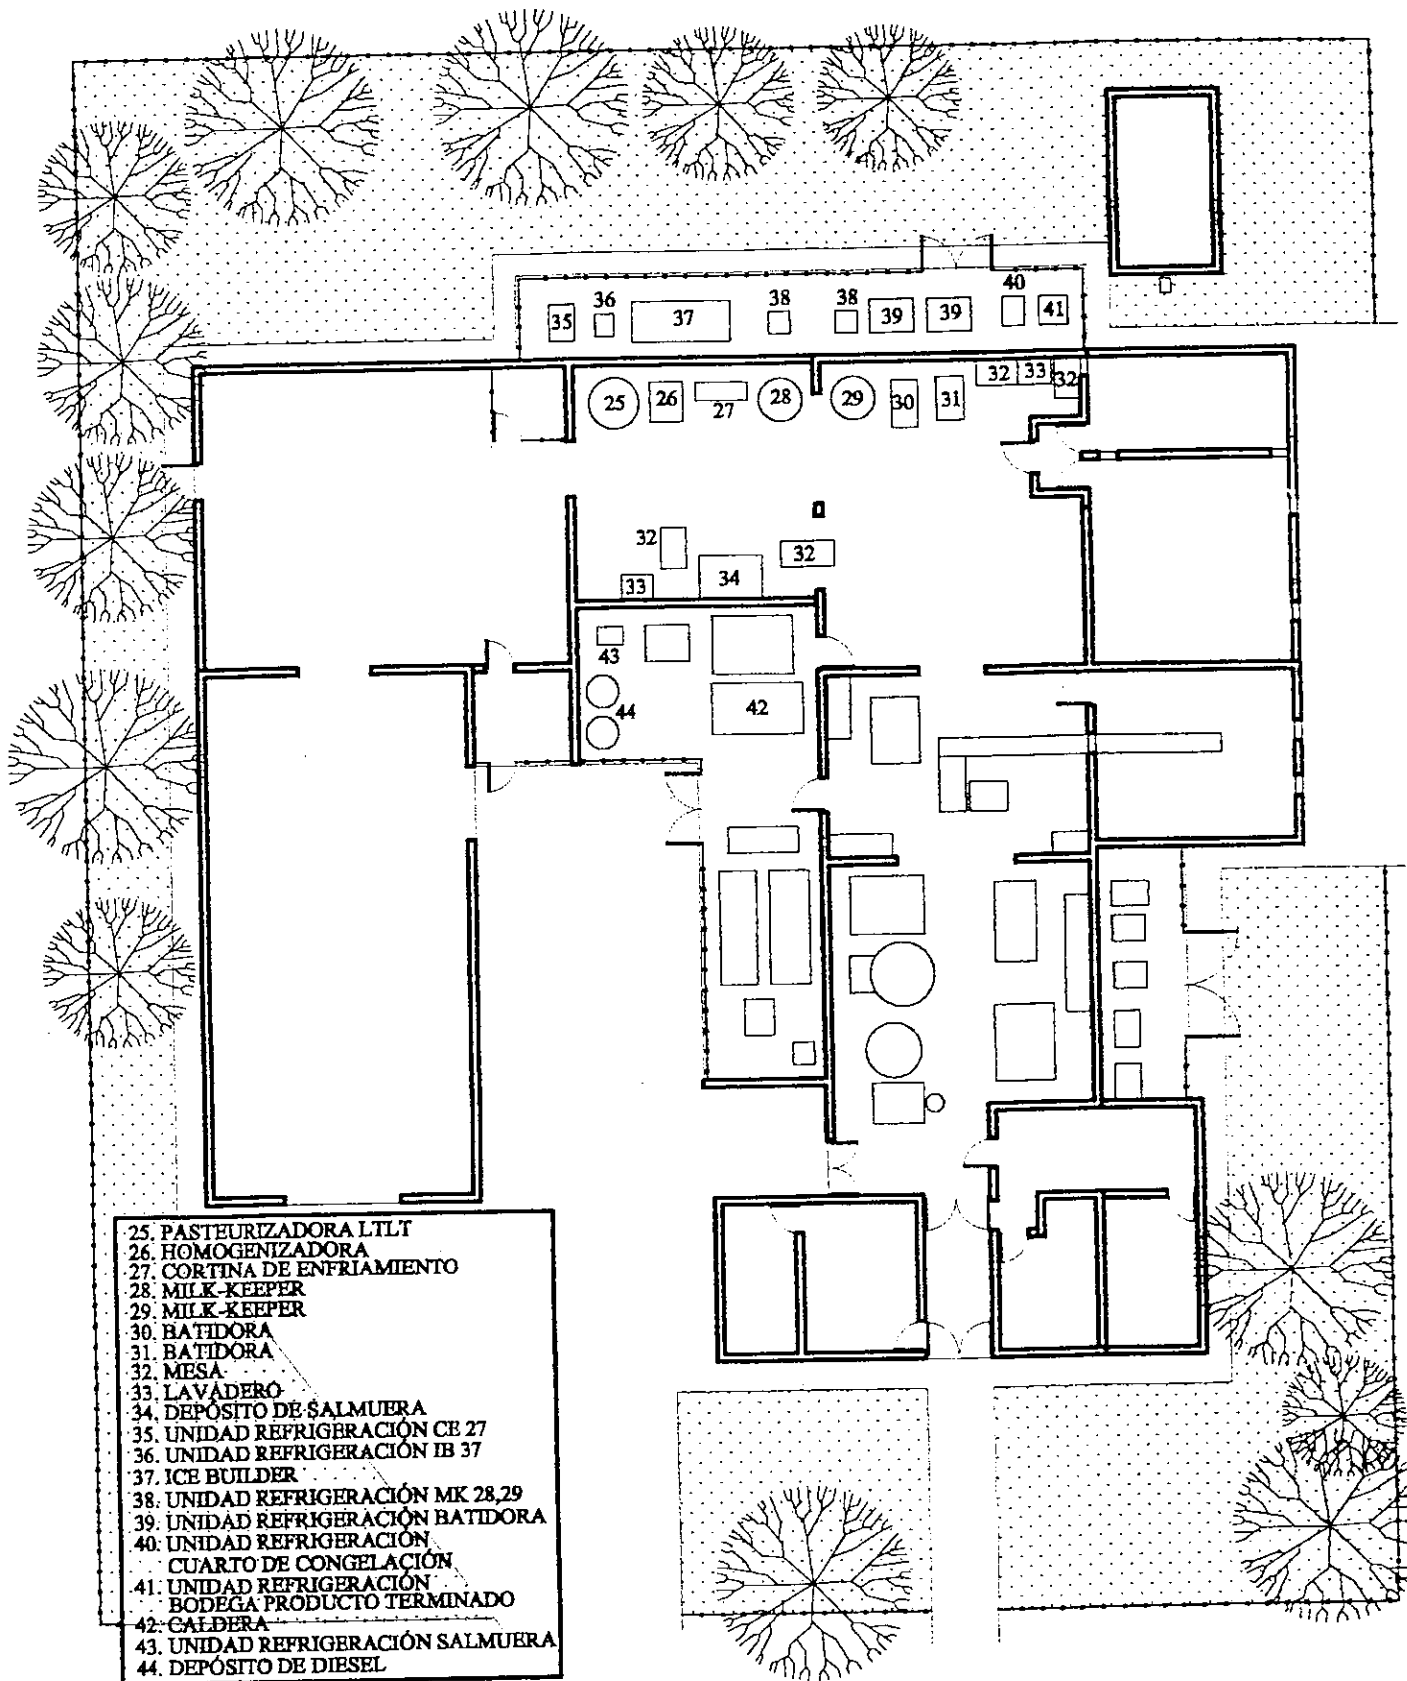 40
36
38
38
35
37
39
39
41
32
33
32
25
26
27
28
29
30
31
32
32
33
34
43
44
42
25. PASTEURIZADORA LTLT
26. HOMOGENIZADORA
27. CORTINA DE ENFRIAMIENTO
28. MILK-KEEPER
29. MILK-KEEPER
30. BATIDORA
31. BATIDORA
32. MESA
33. LAVADERO
34. DEPÓSITO DE SALMUERA
35. UNIDAD REFRIGERACIÓN CE 27
36. UNIDAD REFRIGERACIÓN IB 37
37. ICE BUILDER
38. UNIDAD REFRIGERACIÓN MK 28,29
39. UNIDAD REFRIGERACIÓN BATIDORA
40. UNIDAD REFRIGERACIÓN
CUARTO DE CONGELACIÓN
41. UNIDAD REFRIGERACIÓN
BODEGA PRODUCTO TERMINADO
42. CALDERA
43. UNIDAD REFRIGERACIÓN SALMUERA
44. DEPÓSITO DE DIESEL